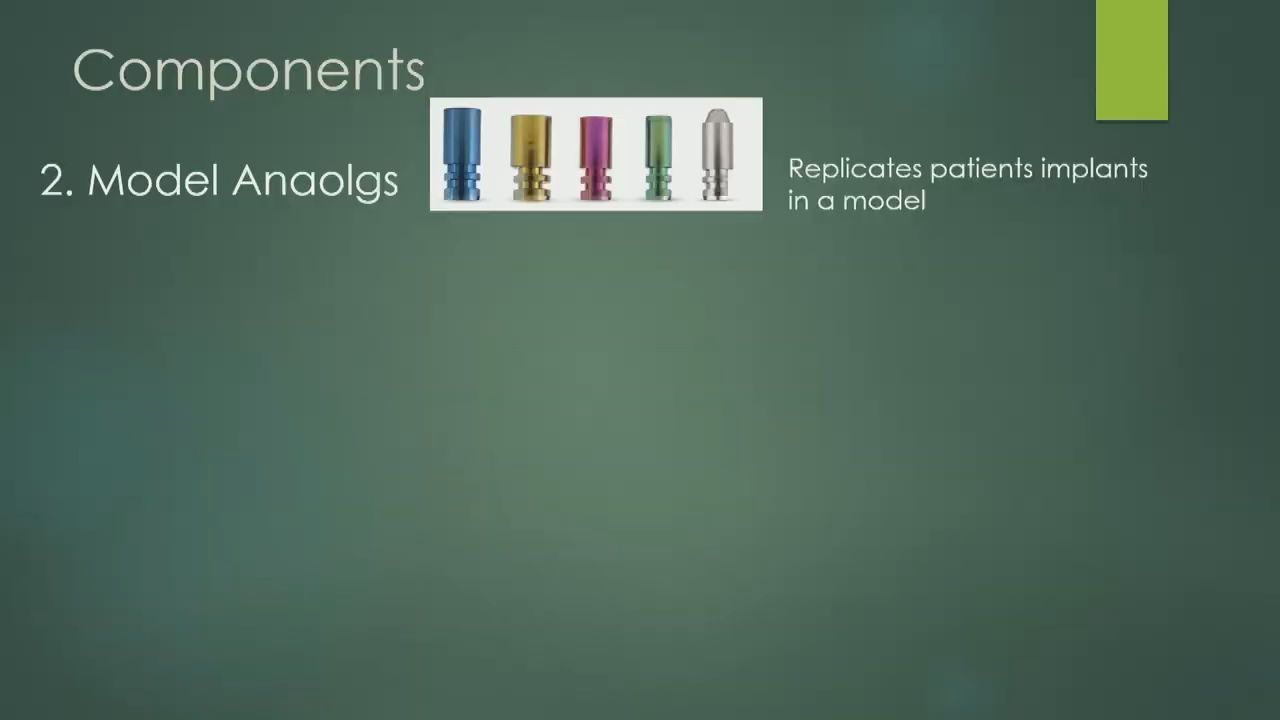 Components
2. Model Anaolgs
Replicates patients implants
in a model